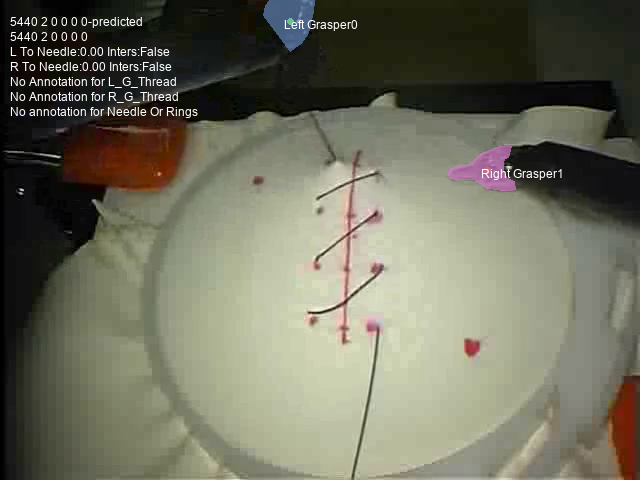 5440 2 0 0 0 0-predicted
5440 2 0 0 0 0
L To Needle:0.00 Inters:False
R To Needle:0.00 Inters:False
No Annotation for L_G_Thread
No Annotation for R_G_Thread
No annotation for Needle Or Rings
Left Grasper0
Right Grasper1